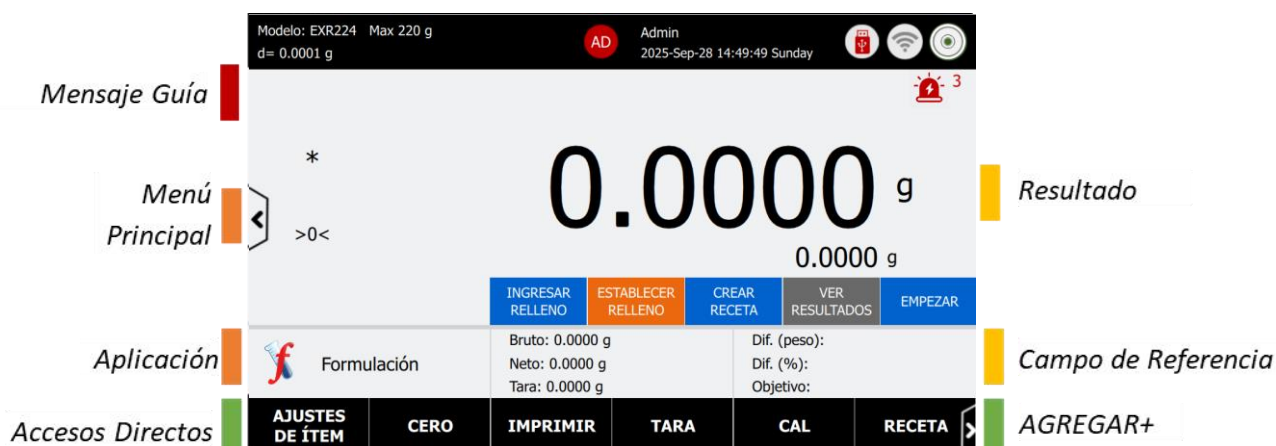 Modelo: EXR224 Max 220 g
d= 0.0001 g
AD
Admin
2025-Sep-28 14:49:49 Sunday
Mensaje Guía
3
*
0.0000 g
Menú
Principal
>0<
Resultado
0.0000 g
INGRESAR
RELLENO
ESTABLECER
RELLENO
CREAR
RECETA
VER
RESULTADOS
EMPEZAR
Aplicación
Formulación
Bruto: 0.0000 g
Neto: 0.0000 g
Tara: 0.0000 g
Dif. (peso):
Dif. (%):
Objetivo:
Campo de Referencia
Accesos Directos
AJUSTES
DE ÍTEM
CERO
IMPRIMIR
TARA
CAL
RECETA
AGREGAR+